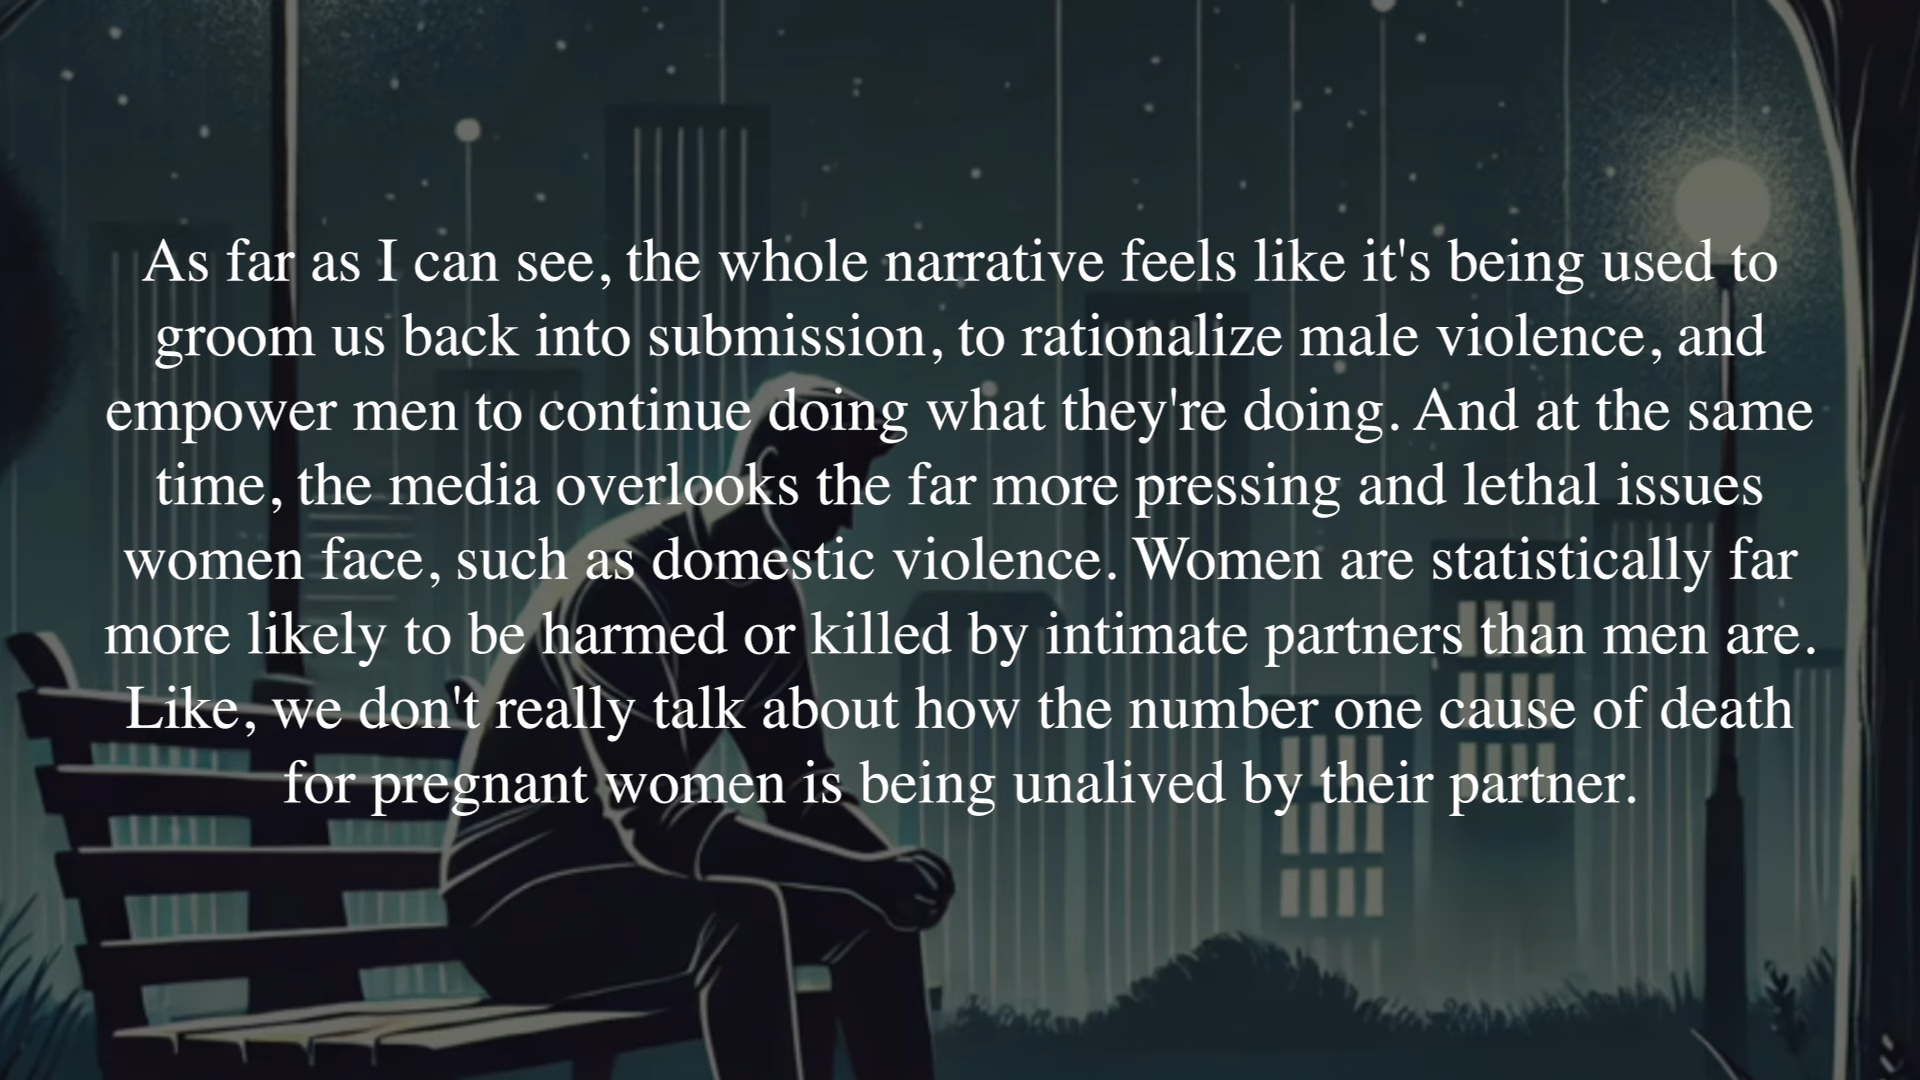 As far as I can see, the whole narrative feels like it's being used to
groom us back into submission, to rationalize male violence, and
empower men to continue doing what they're doing. And at the same
time, the media overlooks the far more pressing and lethal issues
women face, such as domestic violence. Women are statistically far
more likely to be harmed or killed by intimate partners than men are.
Like, we don't really talk about how the number one cause of death
for pregnant women is being unalived by their partner.